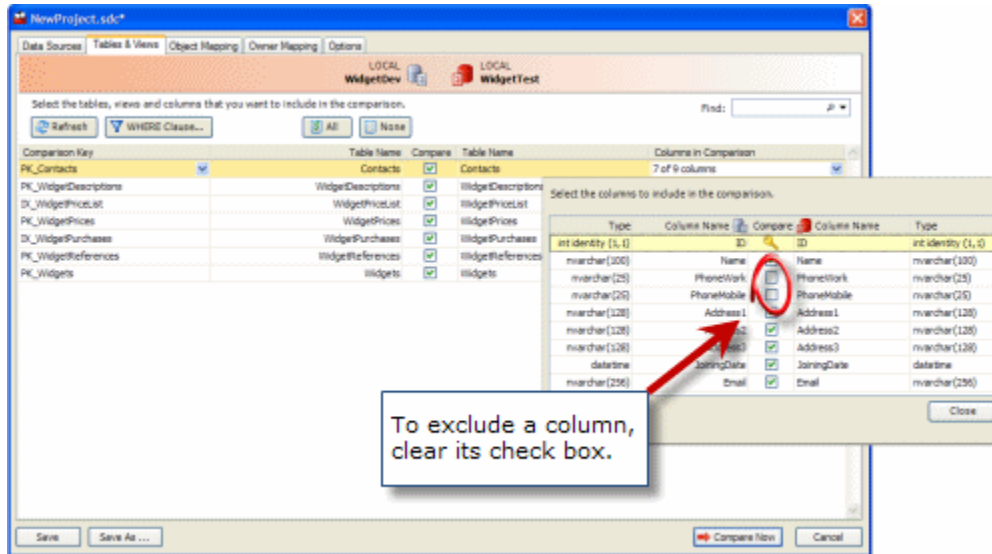 NewProject.sdc*
Data Sources Tables & Views Object Mapping Owner Mapping Options
LOCAL LOCAL
WidgetDev WidgetTest
Select the tables, views and columns that you want to include in the comparison. Find:
Refresh WHERE Clause... All None
Comparison Key Table Name Compare Table Name Columns in Comparison
PK_Contacts Contacts Contacts 7 of 9 columns
PK_WidgetDescriptions WidgetDescriptions WidgetDescriptions
IX_WidgetPriceList WidgetPriceList WidgetPriceList
PK_WidgetPrices WidgetPrices WidgetPrices
IX_WidgetPurchases WidgetPurchases WidgetPurchases
PK_WidgetReferences WidgetReferences WidgetReferences
PK_Widgets Widgets Widgets
Select the columns to include in the comparison.
Type Column Name Compare Column Name Type
int identity (1,1) ID ID int identity (1,1)
nvarchar(100) Name Name nvarchar(100)
nvarchar(25) PhoneWork PhoneWork nvarchar(25)
nvarchar(25) PhoneMobile PhoneMobile nvarchar(25)
nvarchar(128) Address1 Address1 nvarchar(128)
nvarchar(128) Address2 nvarchar(128)
nvarchar(128) Address3 nvarchar(128)
datetime JoiningDate JoiningDate datetime
nvarchar(256) Email Email nvarchar(256)
Close
To exclude a column,
clear its check box.
Save Save As ... Compare Now Cancel